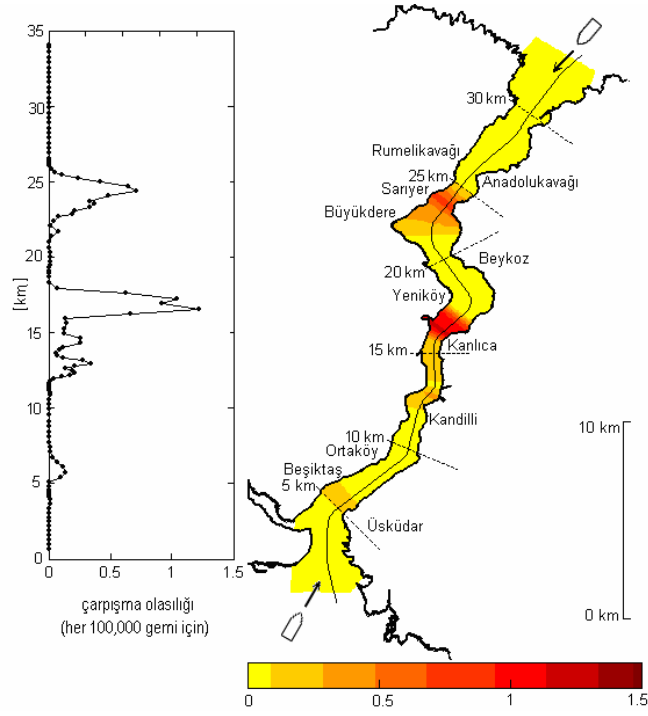 35
30
25
20
15
10
5
0
[km]
0
0.5
1
1.5
çarpışma olasılığı
(her 100,000 gemi için)
30 km
Rumelikavağı
25 km
Anadolukavağı
Sarıyer
Büyükdere
Beykoz
20 km
Yeniköy
15 km
Kanlıca
Kandilli
10 km
10 km
Ortaköy
Beşiktaş
5 km
Üsküdar
0 km
0
0.5
1
1.5